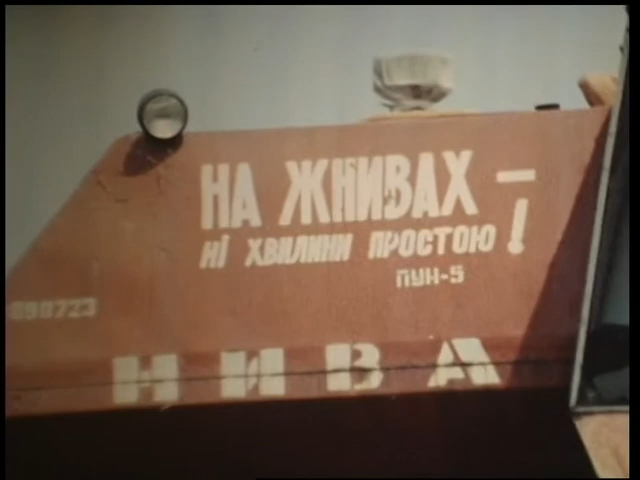 НА ЖНИВАХ –
НІ ХВИЛИНИ ПРОСТОЮ!
ПУН-5
НИВА